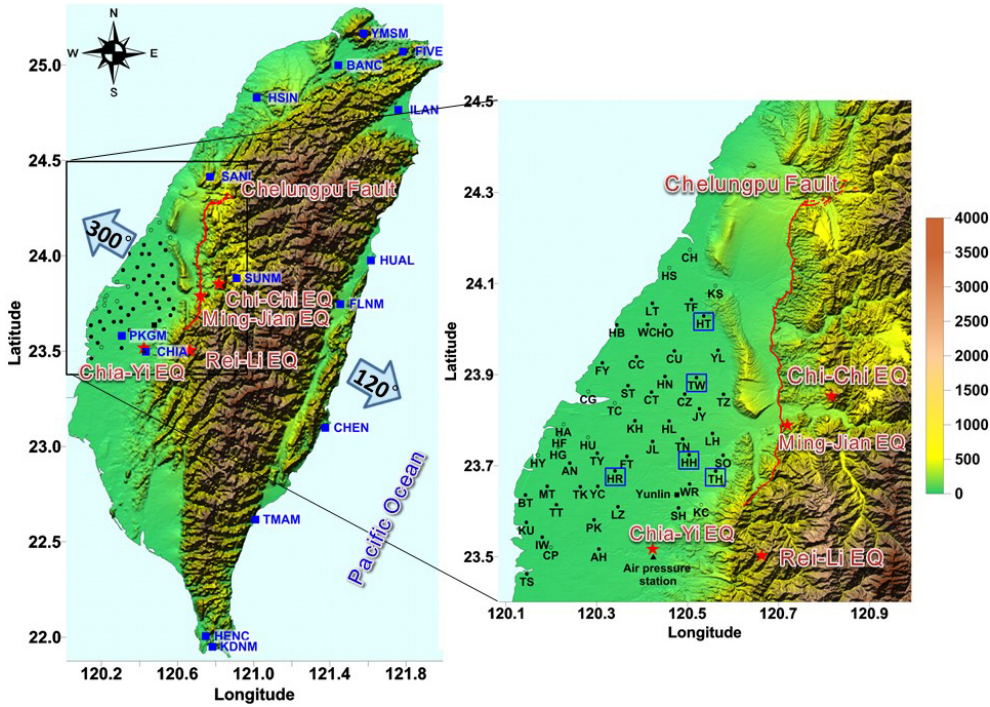 N
W E
S
25.0
24.5
24.0
23.5
23.0
22.5
22.0
Latitude
120.2 120.6 121.0 121.4 121.8
Longitude
YMSM
FIVE
BANC
HSIN
ILAN
SANI
Chelungpu Fault
300°
HUAL
SUNM
Chi-Chi EQ
FLNM
Ming-Jian EQ
PKGM
CHIA
Rei-Li EQ
Chia-Yi EQ
120°
CHEN
Pacific Ocean
TMAM
HENC
KDNM
24.5
24.3
24.1
23.9
23.7
23.5
Latitude
120.1 120.3 120.5 120.7 120.9
Longitude
Chelungpu Fault
CH
HS
KS
LT TF
HT
HB WC HO
CU YL
FY CC
HN TW
ST
CG CT CZ TZ
TC JY
Chi-Chi EQ
Ming-Jian EQ
KH HL
HA
HF HU JL TN LH
HG
HY AN TY FT HH SO
HR TH
MT TK YC Yunlin WR
BT TT LZ SH KC
KU PK
Chia-Yi EQ
IW CP AH
Rei-Li EQ
Air pressure
station
TS
4000
3500
3000
2500
2000
1500
1000
500
0